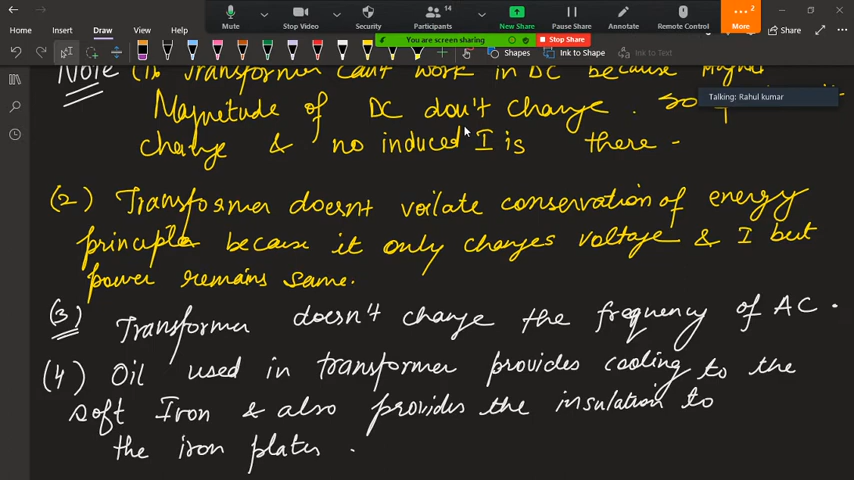 14
Mute
Stop Video
Security
Participants
New Share
Pause Share
Annotate
Remote Control
More
You are screen sharing
Stop Share
Home
Insert
Draw
View
Share
Shapes
Ink to Shape
Ink to Text
Talking: Rahul kumar
Note (1) Transformer can't work in DC because
Magnitude of DC don't change. so
change & no induced I is there -
(2) Transformer doesn't voilate conservation of energy
principle because it only changes voltage & I but
power remains same.
(3) Transformer doesn't change the frequency of AC.
(4) Oil used in transformer provides cooling to the
soft Iron & also provides the insulation to
the iron plates.